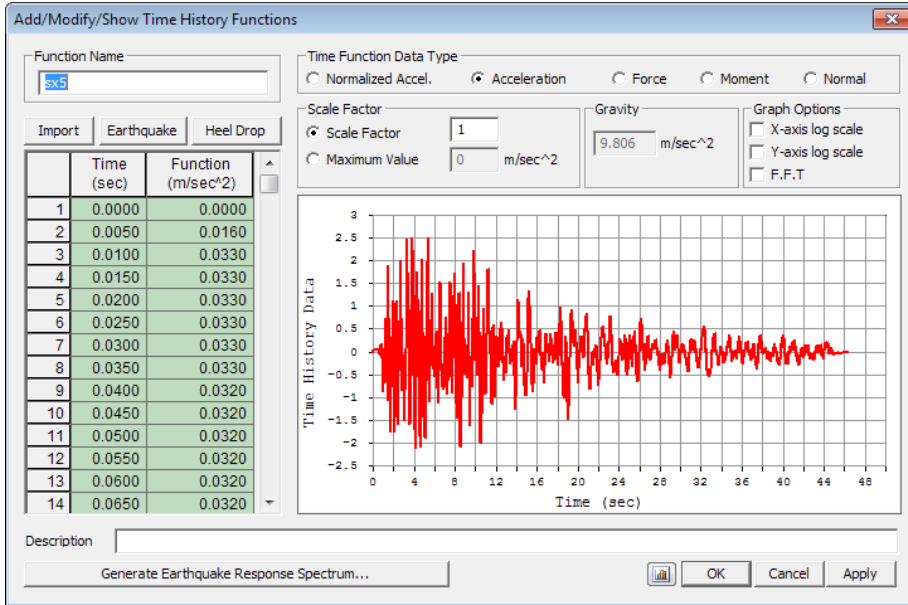 Add/Modify/Show Time History Functions
Function Name
sx5
Import Earthquake Heel Drop
Time Function Data Type
Normalized Accel. Acceleration Force Moment Normal
Scale Factor
Scale Factor 1
Maximum Value 0 m/sec^2
Gravity
9.806 m/sec^2
Graph Options
X-axis log scale
Y-axis log scale
F.F.T
Time (sec) Function (m/sec^2)
1 0.0000 0.0000
2 0.0050 0.0160
3 0.0100 0.0330
4 0.0150 0.0330
5 0.0200 0.0330
6 0.0250 0.0330
7 0.0300 0.0330
8 0.0350 0.0330
9 0.0400 0.0320
10 0.0450 0.0320
11 0.0500 0.0320
12 0.0550 0.0320
13 0.0600 0.0320
14 0.0650 0.0320
Time History Data
3
2.5
2
1.5
1
0.5
0
-0.5
-1
-1.5
-2
-2.5
0 4 8 12 16 20 24 28 32 36 40 44 48
Time (sec)
Description
Generate Earthquake Response Spectrum...
OK Cancel Apply